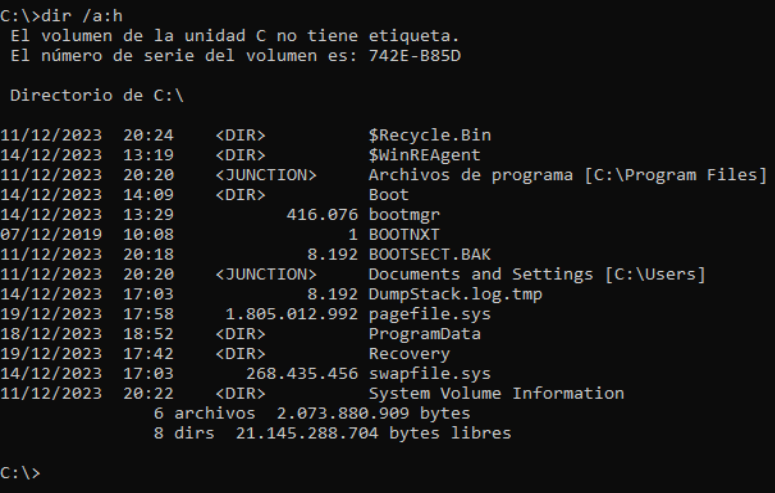 C:\>dir /a:h
El volumen de la unidad C no tiene etiqueta.
El número de serie del volumen es: 742E-B85D
Directorio de C:\
11/12/2023  20:24    <DIR>          $Recycle.Bin
14/12/2023  13:19    <DIR>          $WinREAgent
11/12/2023  20:20    <JUNCTION>     Archivos de programa [C:\Program Files]
14/12/2023  14:09    <DIR>          Boot
14/12/2023  13:29           416.076 bootmgr
07/12/2019  10:08                 1 BOOTNXT
11/12/2023  20:18             8.192 BOOTSECT.BAK
11/12/2023  20:20    <JUNCTION>     Documents and Settings [C:\Users]
14/12/2023  17:03             8.192 DumpStack.log.tmp
19/12/2023  17:58     1.805.012.992 pagefile.sys
18/12/2023  18:52    <DIR>          ProgramData
19/12/2023  17:42    <DIR>          Recovery
14/12/2023  17:03       268.435.456 swapfile.sys
11/12/2023  20:22    <DIR>          System Volume Information
6 archivos  2.073.880.909 bytes
8 dirs  21.145.288.704 bytes libres
C:\>